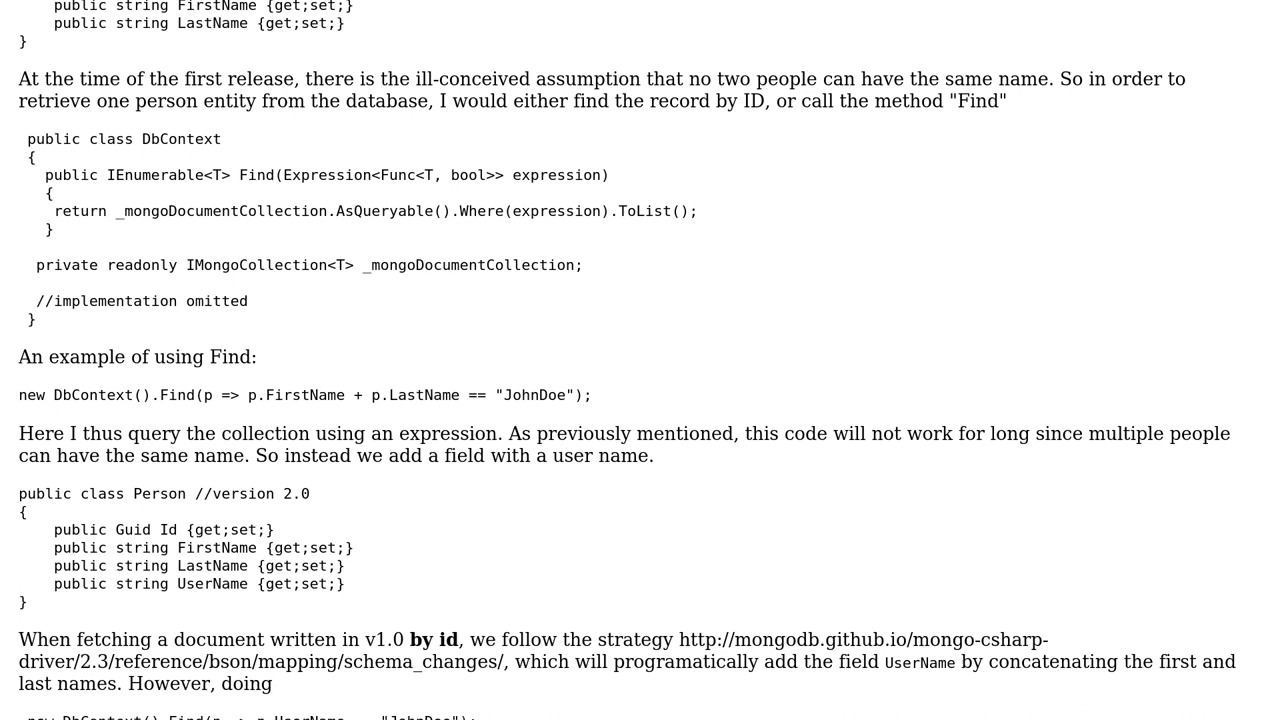 public string FirstName {get;set;}
public string LastName {get;set;}
}
At the time of the first release, there is the ill-conceived assumption that no two people can have the same name. So in order to
retrieve one person entity from the database, I would either find the record by ID, or call the method "Find"
public class DbContext
{
public IEnumerable<T> Find(Expression<Func<T, bool>> expression)
{
return _mongoDocumentCollection.AsQueryable().Where(expression).ToList();
}
private readonly IMongoCollection<T> _mongoDocumentCollection;
//implementation omitted
}
An example of using Find:
new DbContext().Find(p => p.FirstName + p.LastName == "JohnDoe");
Here I thus query the collection using an expression. As previously mentioned, this code will not work for long since multiple people
can have the same name. So instead we add a field with a user name.
public class Person //version 2.0
{
public Guid Id {get;set;}
public string FirstName {get;set;}
public string LastName {get;set;}
public string UserName {get;set;}
}
When fetching a document written in v1.0 by id, we follow the strategy http://mongodb.github.io/mongo-csharp-
driver/2.3/reference/bson/mapping/schema_changes/, which will programatically add the field UserName by concatenating the first and
last names. However, doing
new DbContext().Find(p => p.UserName == "JohnDoe");